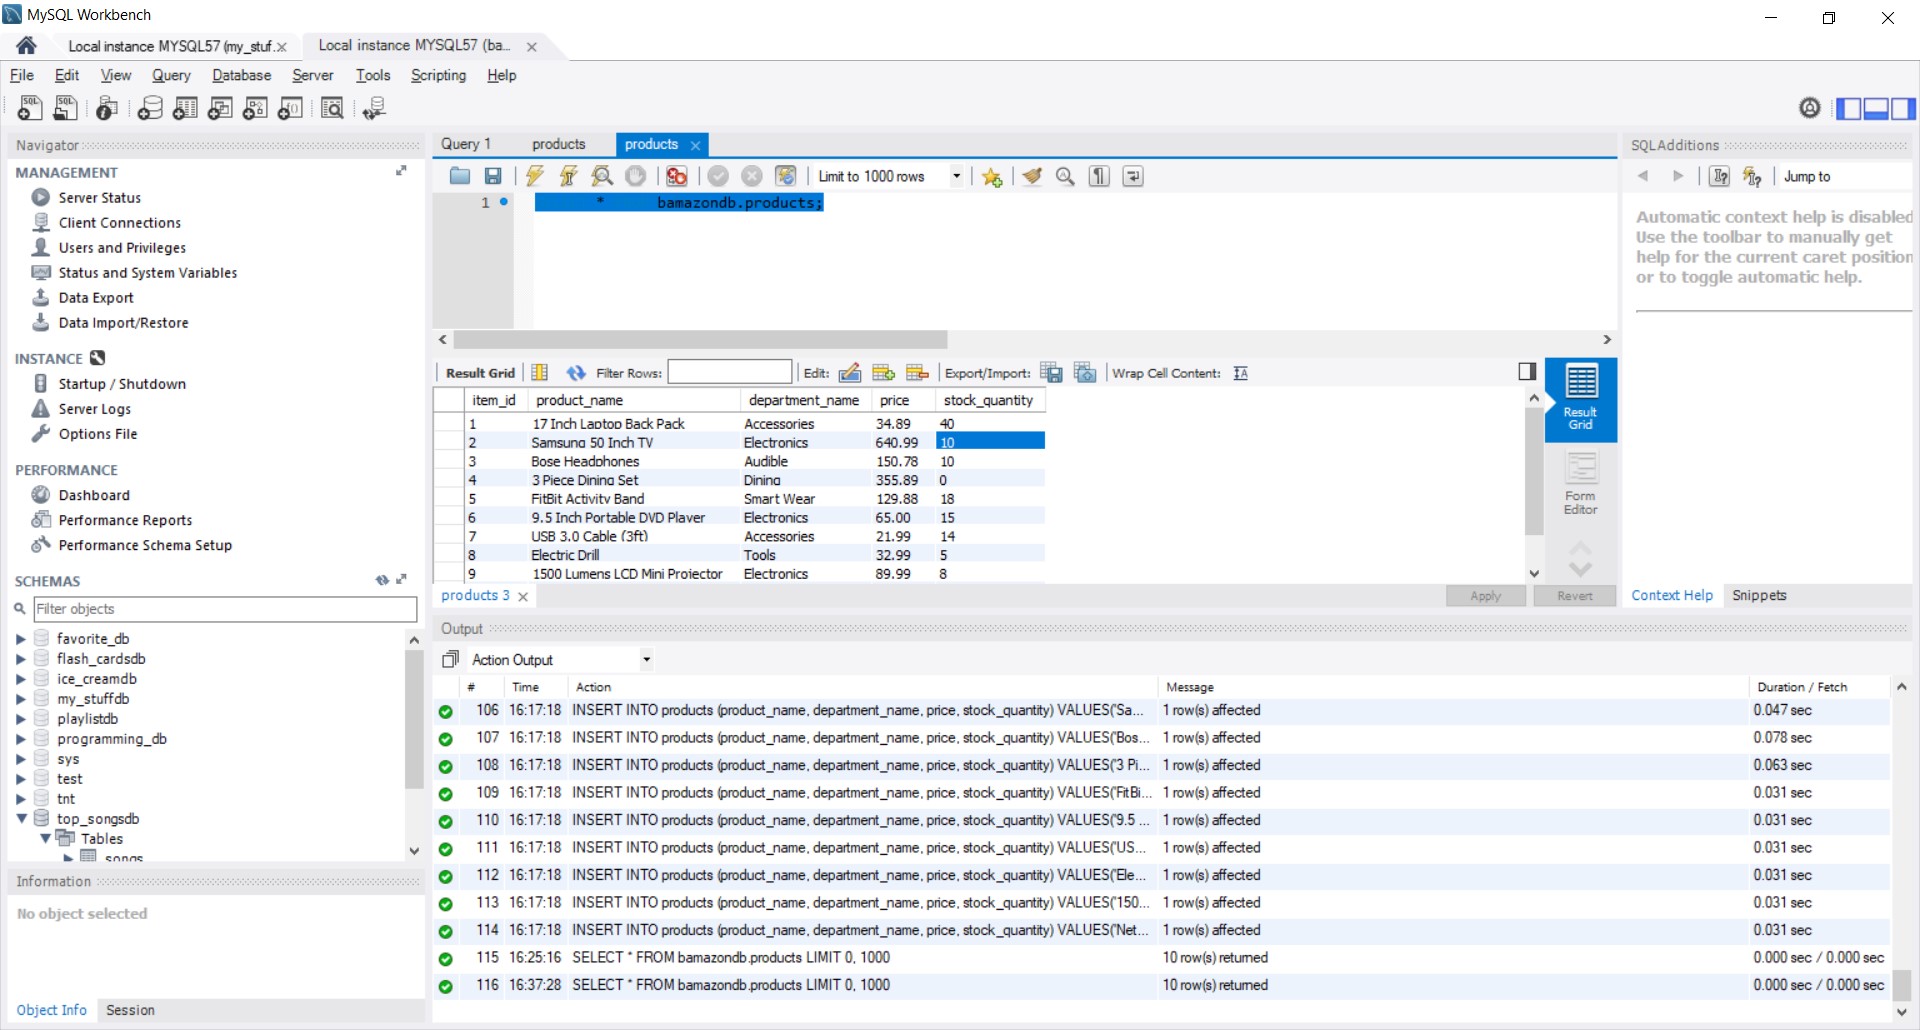 MySQL Workbench
Local instance MYSQL57 (my_stuf.x
Local instance MYSQL57 (ba...
File Edit View Query Database Server Tools Scripting Help
Navigator
MANAGEMENT
Server Status
Client Connections
Users and Privileges
Status and System Variables
Data Export
Data Import/Restore
INSTANCE
Startup / Shutdown
Server Logs
Options File
PERFORMANCE
Dashboard
Performance Reports
Performance Schema Setup
SCHEMAS
Filter objects
favorite_db
flash_cardsdb
ice_creamdb
my_stuffdb
playlistdb
programming_db
sys
test
tnt
top_songsdb
Tables
songs
Information
No object selected
Object Info Session
Query 1 products products
Limit to 1000 rows
1 * bamazondb.products;
Result Grid Filter Rows: Edit: Export/Import: Wrap Cell Content:
item_id product_name department_name price stock_quantity
1 17 Inch Laptop Back Pack Accessories 34.89 40
2 Samsung 50 Inch TV Electronics 640.99 10
3 Bose Headphones Audible 150.78 10
4 3 Piece Dining Set Dining 355.89 0
5 FitBit Activity Band Smart Wear 129.88 18
6 9.5 Inch Portable DVD Player Electronics 65.00 15
7 USB 3.0 Cable (3ft) Accessories 21.99 14
8 Electric Drill Tools 32.99 5
9 1500 Lumens LCD Mini Projector Electronics 89.99 8
Result
Grid
Form
Editor
products 3
Apply Revert
SQLAdditions
Jump to
Automatic context help is disabled
Use the toolbar to manually get
help for the current caret position
or to toggle automatic help.
Context Help Snippets
Output
Action Output
# Time Action Message Duration / Fetch
106 16:17:18 INSERT INTO products (product_name, department_name, price, stock_quantity) VALUES('Sa... 1 row(s) affected 0.047 sec
107 16:17:18 INSERT INTO products (product_name, department_name, price, stock_quantity) VALUES('Bos... 1 row(s) affected 0.078 sec
108 16:17:18 INSERT INTO products (product_name, department_name, price, stock_quantity) VALUES('3 Pi... 1 row(s) affected 0.063 sec
109 16:17:18 INSERT INTO products (product_name, department_name, price, stock_quantity) VALUES('FitBi... 1 row(s) affected 0.031 sec
110 16:17:18 INSERT INTO products (product_name, department_name, price, stock_quantity) VALUES('9.5 ... 1 row(s) affected 0.031 sec
111 16:17:18 INSERT INTO products (product_name, department_name, price, stock_quantity) VALUES('US... 1 row(s) affected 0.031 sec
112 16:17:18 INSERT INTO products (product_name, department_name, price, stock_quantity) VALUES('Ele... 1 row(s) affected 0.031 sec
113 16:17:18 INSERT INTO products (product_name, department_name, price, stock_quantity) VALUES('150... 1 row(s) affected 0.031 sec
114 16:17:18 INSERT INTO products (product_name, department_name, price, stock_quantity) VALUES('Net... 1 row(s) affected 0.031 sec
115 16:25:16 SELECT * FROM bamazondb.products LIMIT 0, 1000 10 row(s) returned 0.000 sec / 0.000 sec
116 16:37:28 SELECT * FROM bamazondb.products LIMIT 0, 1000 10 row(s) returned 0.000 sec / 0.000 sec